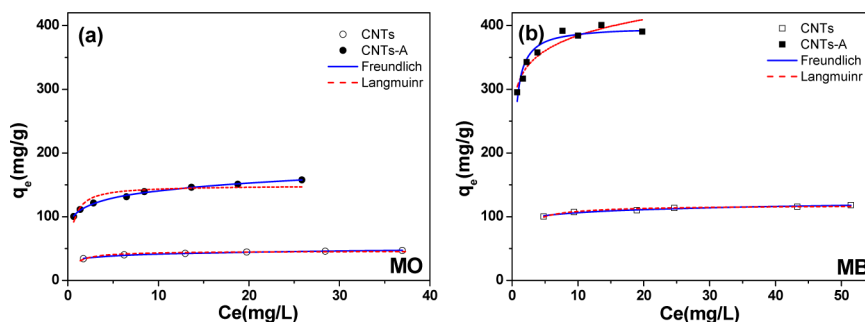 (a)
CNTs
CNTs-A
Freundlich
Langmuinr
400
300
200
100
0
qe(mg/g)
0 10 20 30 40
Ce(mg/L)
MO
(b)
CNTs
CNTs-A
Freundlich
Langmuinr
400
300
200
100
0
qe(mg/g)
0 10 20 30 40 50
Ce(mg/L)
MB